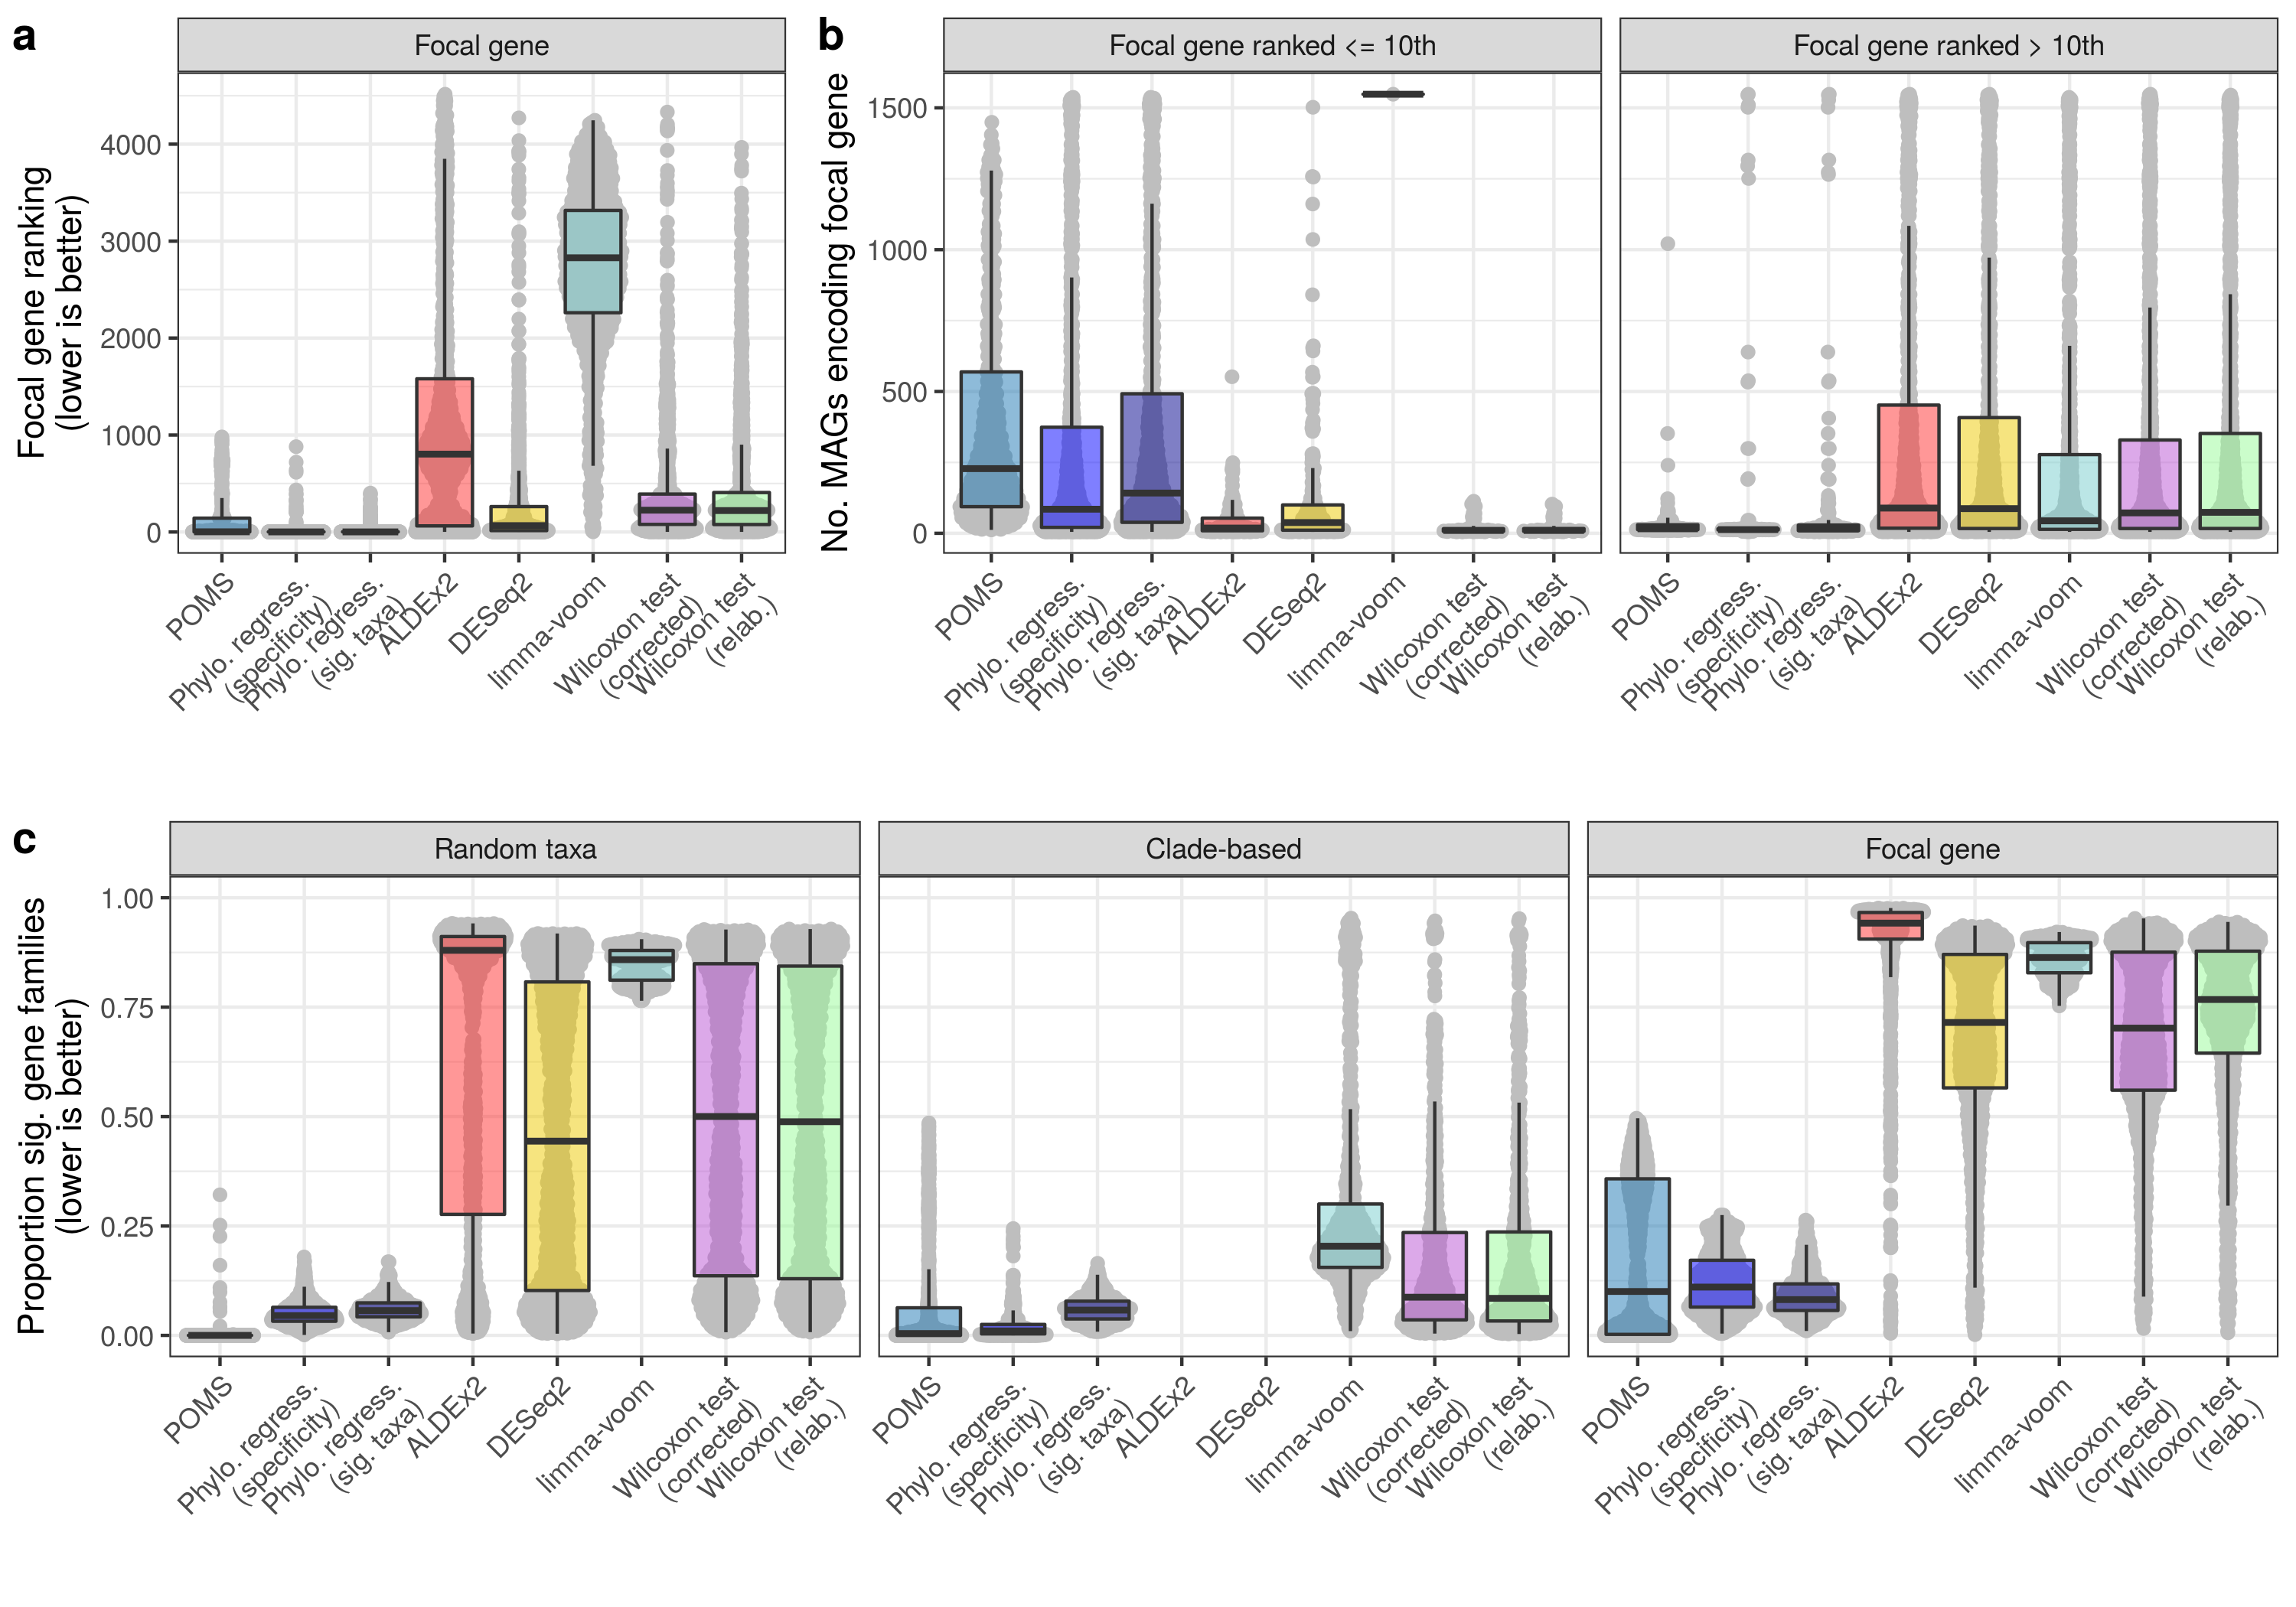 a
Focal gene
Focal gene ranking
(lower is better)
4000
3000
2000
1000
0
POMS
Phylo. regress.
(specificity)
Phylo. regress.
(sig. taxa)
ALDEx2
DESeq2
limma-voom
Wilcoxon test
(corrected)
Wilcoxon test
(relab.)
b
Focal gene ranked <= 10th
Focal gene ranked > 10th
No. MAGs encoding focal gene
1500
1000
500
0
POMS
Phylo. regress.
(specificity)
Phylo. regress.
(sig. taxa)
ALDEx2
DESeq2
limma-voom
Wilcoxon test
(corrected)
Wilcoxon test
(relab.)
POMS
Phylo. regress.
(specificity)
Phylo. regress.
(sig. taxa)
ALDEx2
DESeq2
limma-voom
Wilcoxon test
(corrected)
Wilcoxon test
(relab.)
c
Random taxa
Clade-based
Focal gene
Proportion sig. gene families
(lower is better)
1.00
0.75
0.50
0.25
0.00
POMS
Phylo. regress.
(specificity)
Phylo. regress.
(sig. taxa)
ALDEx2
DESeq2
limma-voom
Wilcoxon test
(corrected)
Wilcoxon test
(relab.)
POMS
Phylo. regress.
(specificity)
Phylo. regress.
(sig. taxa)
ALDEx2
DESeq2
limma-voom
Wilcoxon test
(corrected)
Wilcoxon test
(relab.)
POMS
Phylo. regress.
(specificity)
Phylo. regress.
(sig. taxa)
ALDEx2
DESeq2
limma-voom
Wilcoxon test
(corrected)
Wilcoxon test
(relab.)